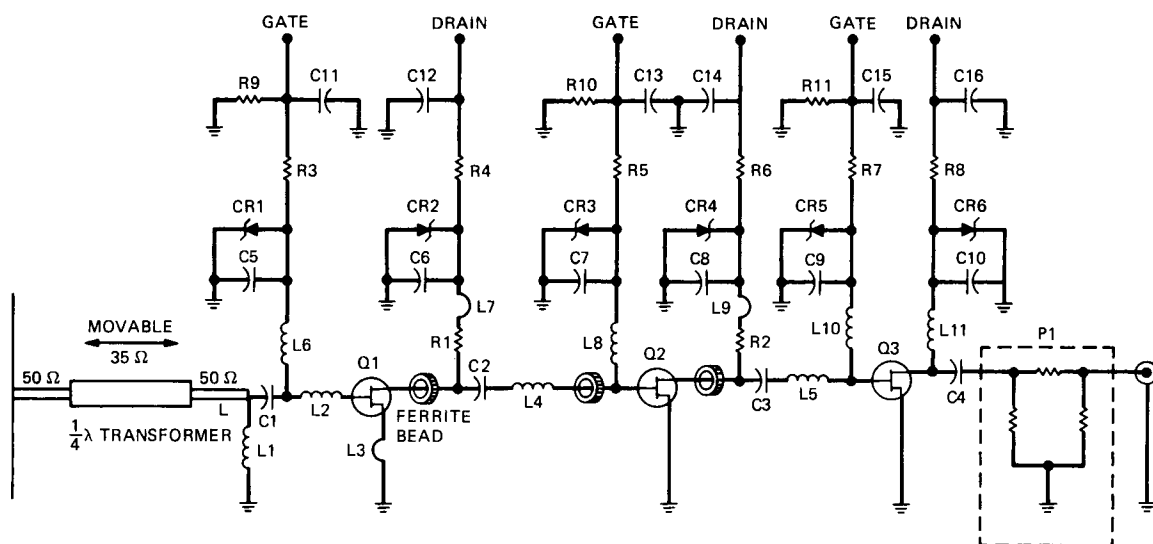 GATE DRAIN GATE DRAIN GATE DRAIN
R9 C11 C12 R10 C13 C14 R11 C15 C16
R3 R4 R5 R6 R7 R8
CR1 CR2 CR3 CR4 CR5 CR6
C5 C6 C7 C8 C9 C10
L7 L9
MOVABLE
35 Ω
L6 R1 L8 R2 L10 L11 P1
50 Ω 50 Ω Q1 C2 Q2 Q3
L C1 L2 L4 C3 L5 C4
1/4 λ TRANSFORMER
FERRITE
BEAD
L1 L3